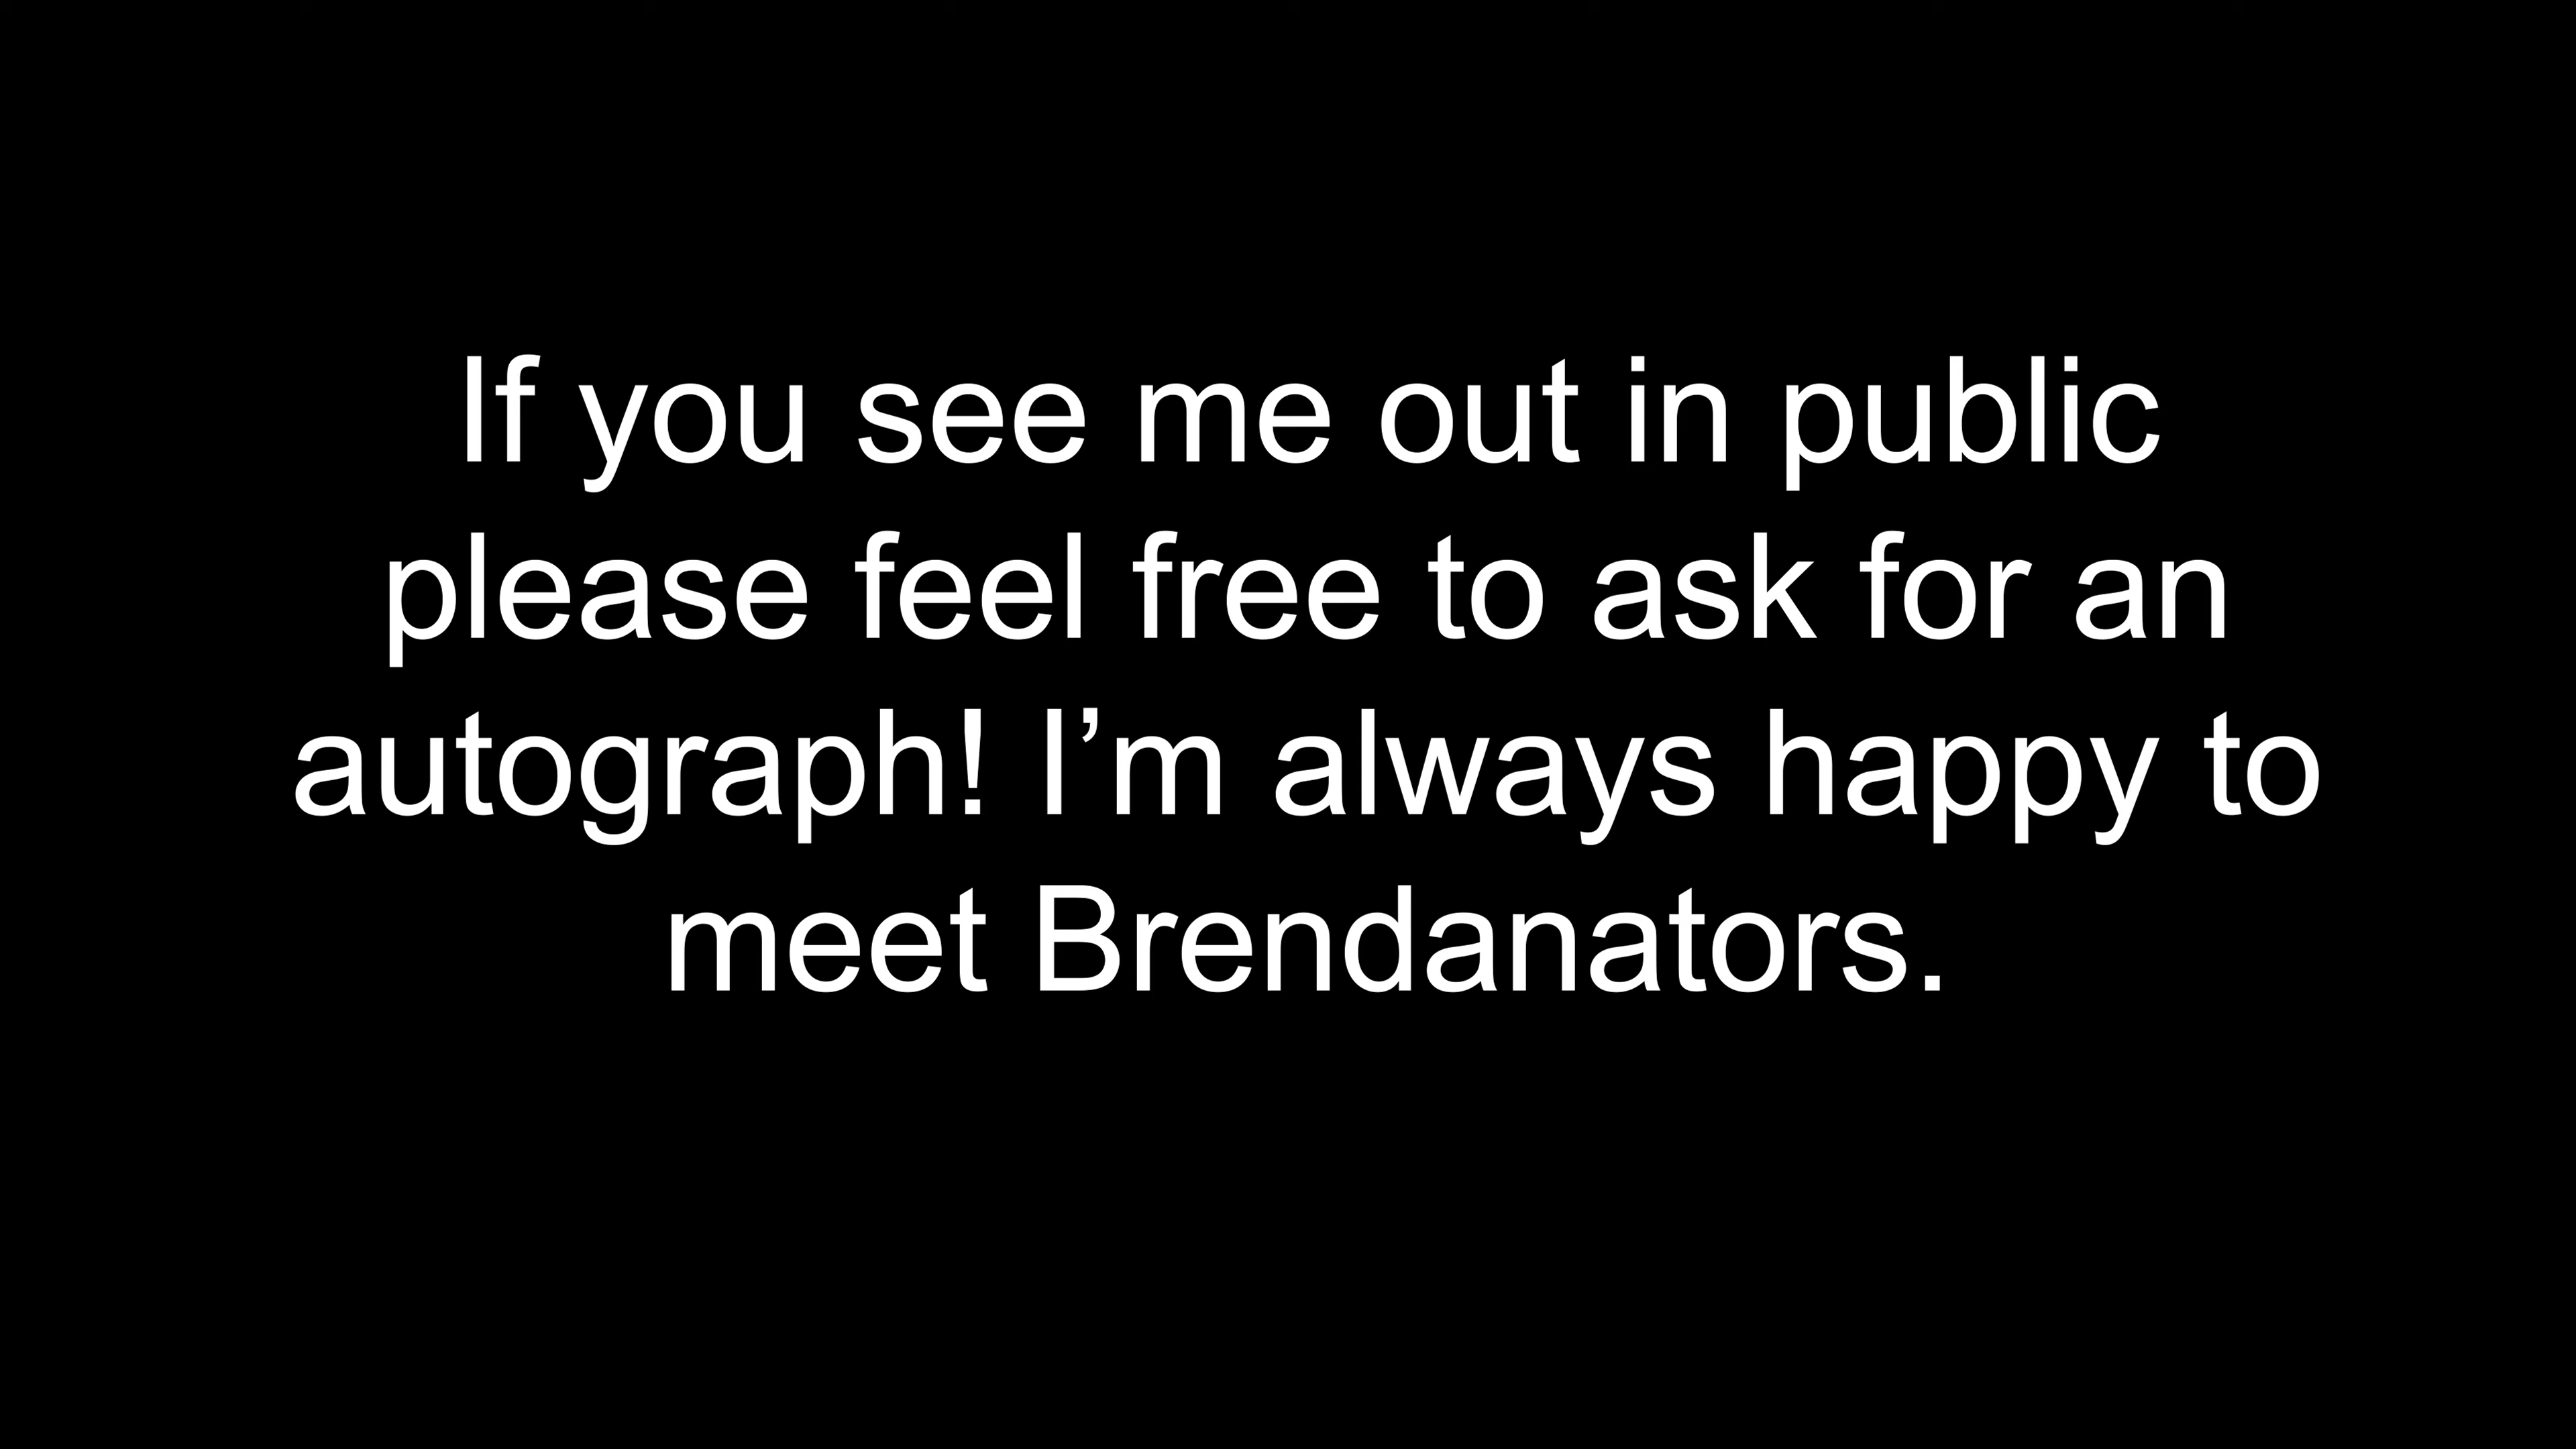 If you see me out in public
please feel free to ask for an
autograph! I’m always happy to
meet Brendanators.